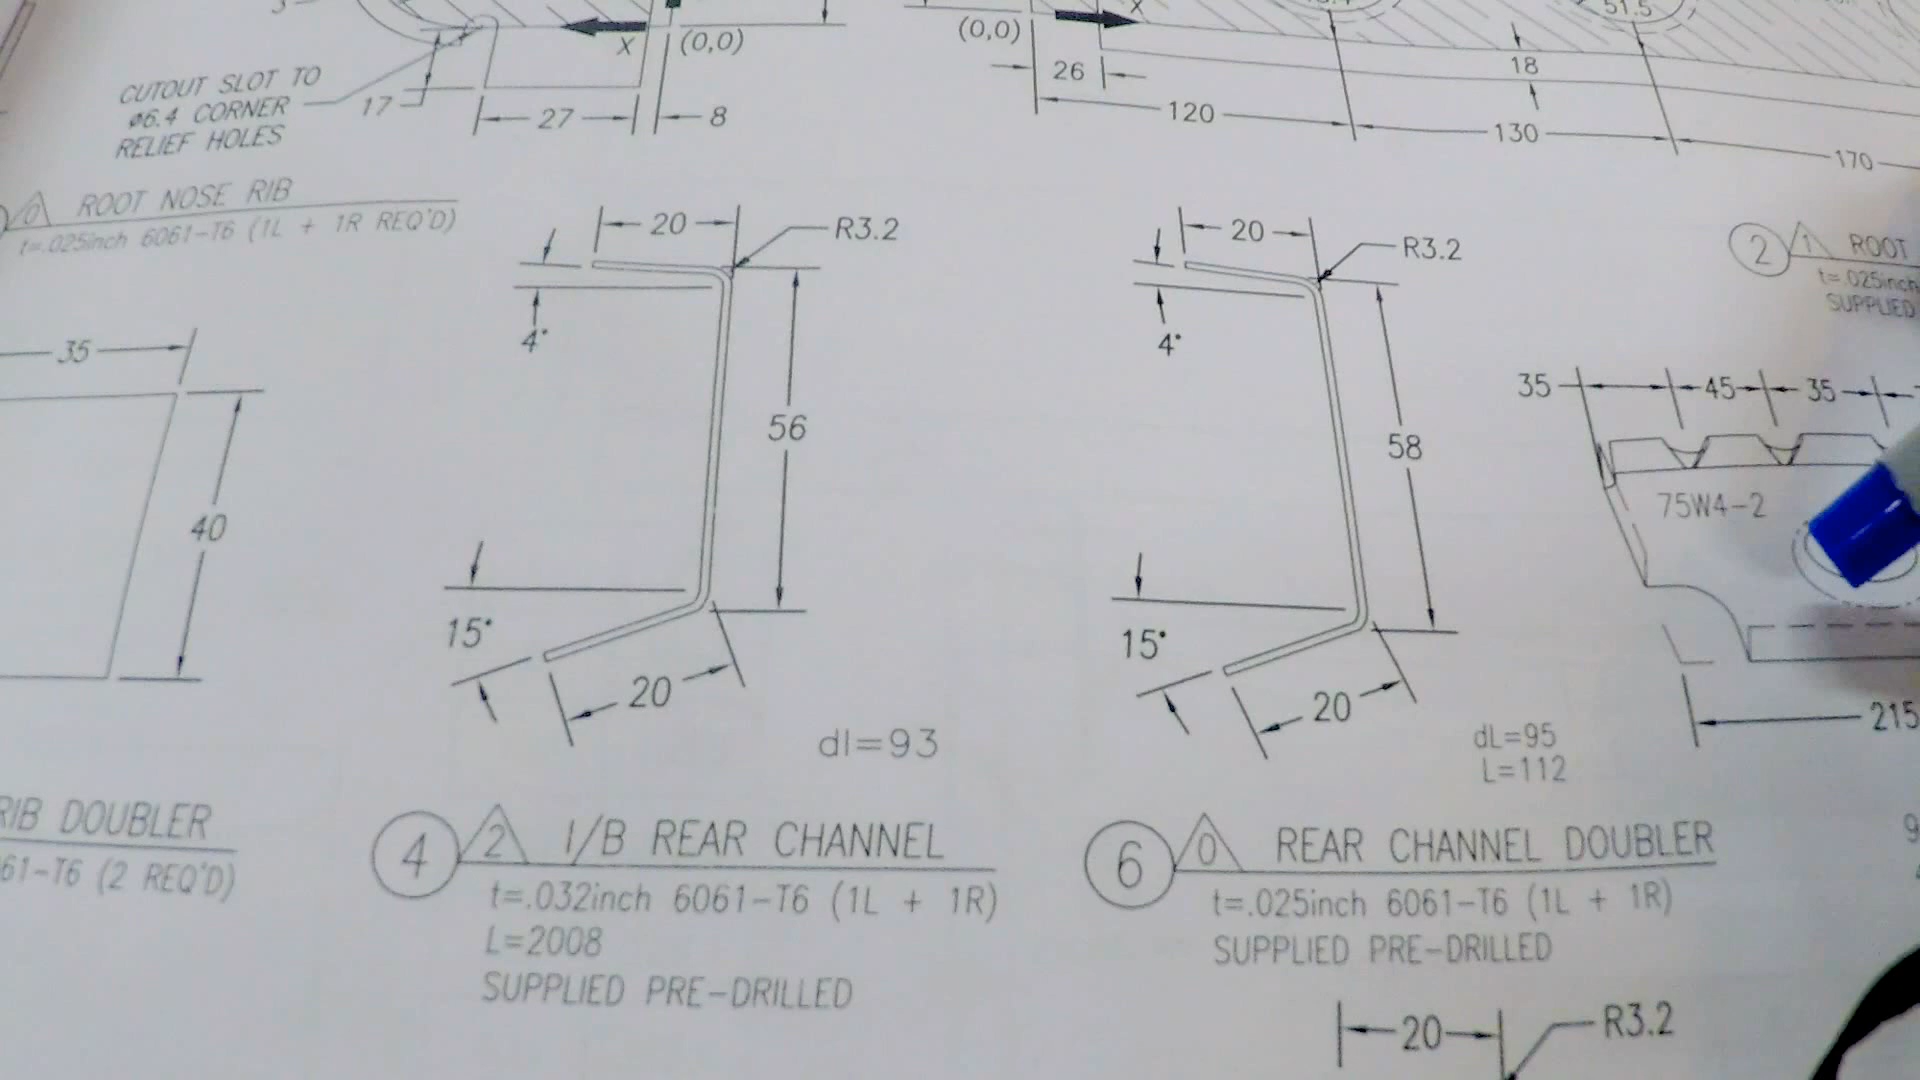 X
(0,0)
(0,0)
X
51.5
CUTOUT SLOT TO
ø6.4 CORNER
RELIEF HOLES
17
27
8
26
120
18
130
170
0 ROOT NOSE RIB
t=.025inch 6061-T6 (1L + 1R REQ'D)
20
R3.2
4°
56
15°
20
dl=93
20
R3.2
4°
58
15°
20
dL=95
L=112
2 1 ROOT
t=.025inch
SUPPLIED
35
40
35
45
35
75W4-2
215
RIB DOUBLER
61-T6 (2 REQ'D)
4 2 I/B REAR CHANNEL
t=.032inch 6061-T6 (1L + 1R)
L=2008
SUPPLIED PRE-DRILLED
6 0 REAR CHANNEL DOUBLER
t=.025inch 6061-T6 (1L + 1R)
SUPPLIED PRE-DRILLED
9
20
R3.2